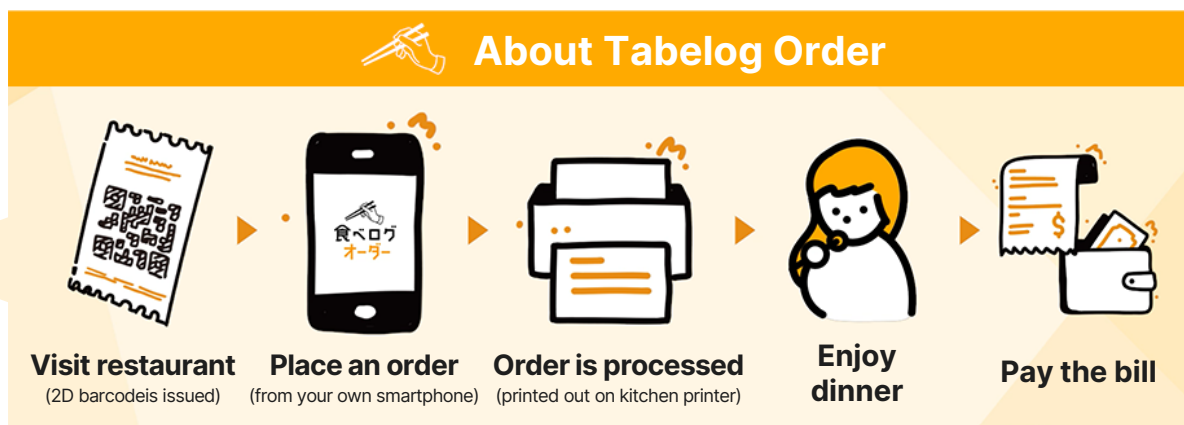 About Tabelog Order
食べログ
オーダー
Visit restaurant
(2D barcodeis issued)
Place an order
(from your own smartphone)
Order is processed
(printed out on kitchen printer)
Enjoy
dinner
$
Pay the bill